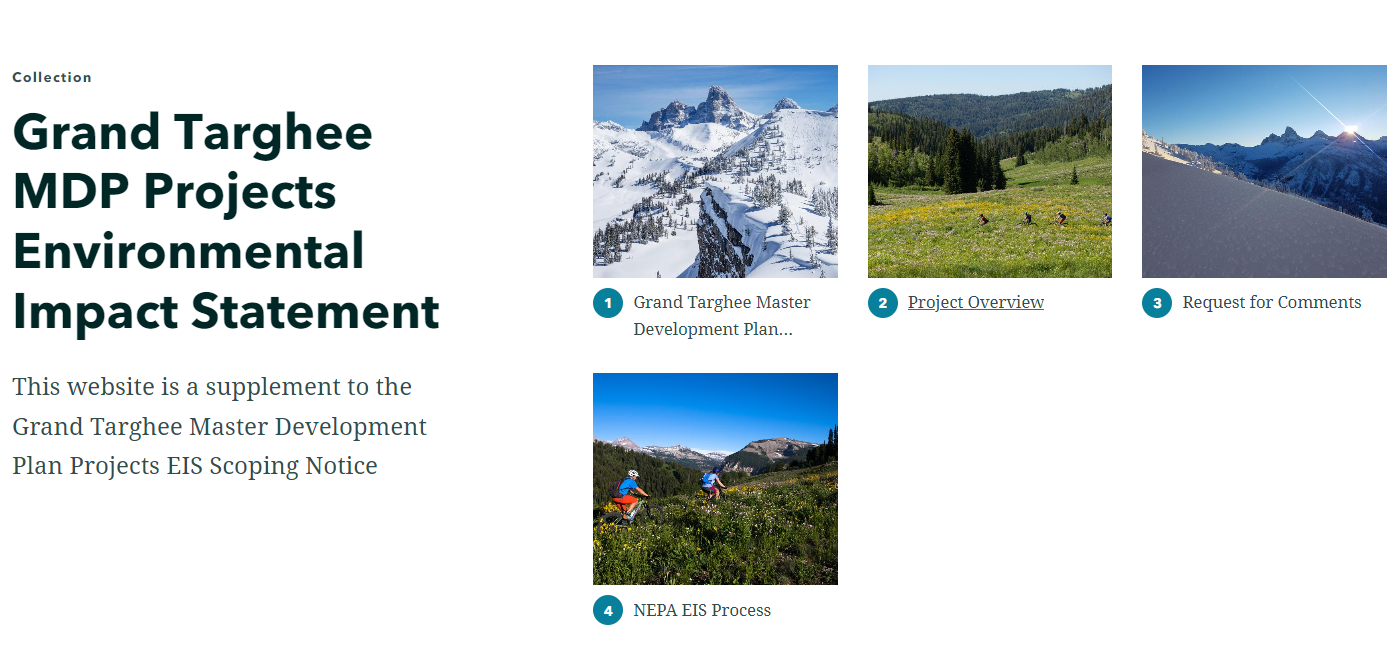 Collection
Grand Targhee
MDP Projects
Environmental
Impact Statement
This website is a supplement to the
Grand Targhee Master Development
Plan Projects EIS Scoping Notice
1 Grand Targhee Master
Development Plan...
2 Project Overview
3 Request for Comments
4 NEPA EIS Process